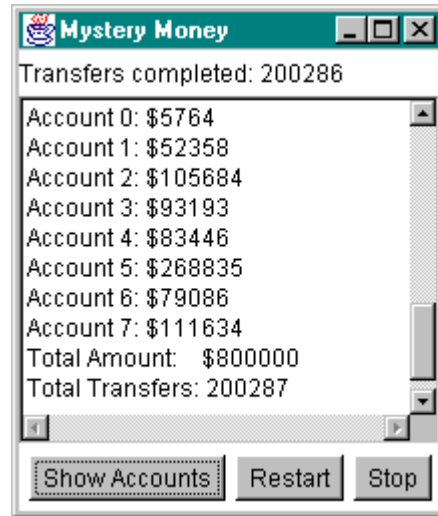 Mystery Money
Transfers completed: 200286
Account 0: $5764
Account 1: $52358
Account 2: $105684
Account 3: $93193
Account 4: $83446
Account 5: $268835
Account 6: $79086
Account 7: $111634
Total Amount: $800000
Total Transfers: 200287
Show Accounts Restart Stop